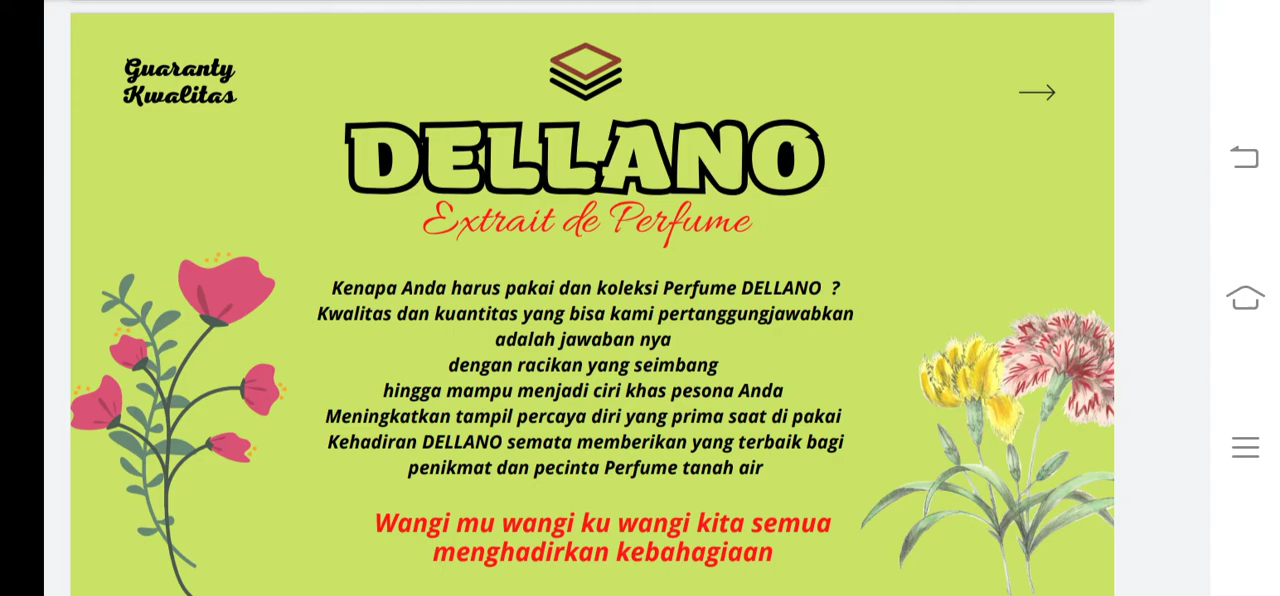 Guaranty
Kwalitas
DELLANO
Extrait de Perfume
Kenapa Anda harus pakai dan koleksi Perfume DELLANO ?
Kwalitas dan kuantitas yang bisa kami pertanggungjawabkan
adalah jawaban nya
dengan racikan yang seimbang
hingga mampu menjadi ciri khas pesona Anda
Meningkatkan tampil percaya diri yang prima saat di pakai
Kehadiran DELLANO semata memberikan yang terbaik bagi
penikmat dan pecinta Perfume tanah air
Wangi mu wangi ku wangi kita semua
menghadirkan kebahagiaan